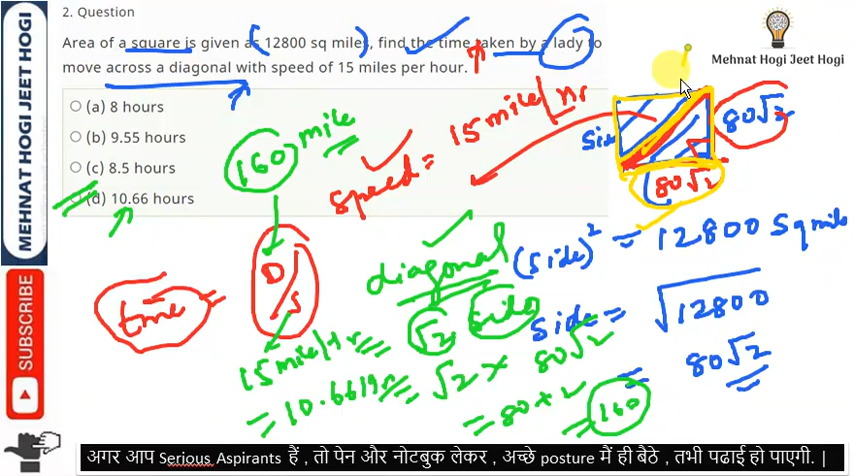 2. Question
Area of a square is given as 12800 sq miles, find the time taken by a lady to
move across a diagonal with speed of 15 miles per hour.
(a) 8 hours
(b) 9.55 hours
(c) 8.5 hours
(d) 10.66 hours
MEHNAT HOGI JEET HOGI
SUBSCRIBE
Mehnat Hogi Jeet Hogi
160 mile
speed = 15 mile/hr
Side
80√2
80√2
(Side)² = 12800 Sq mile
Side = √12800
= 80√2
time = D/S
15 mile/hr
= 10.66 hr
diagonal
= √2 side
= √2 × 80√2
= 80 × 2
= 160
अगर आप Serious Aspirants हैं , तो पेन और नोटबुक लेकर , अच्छे posture मैं ही बैठे , तभी पढाई हो पाएगी. |